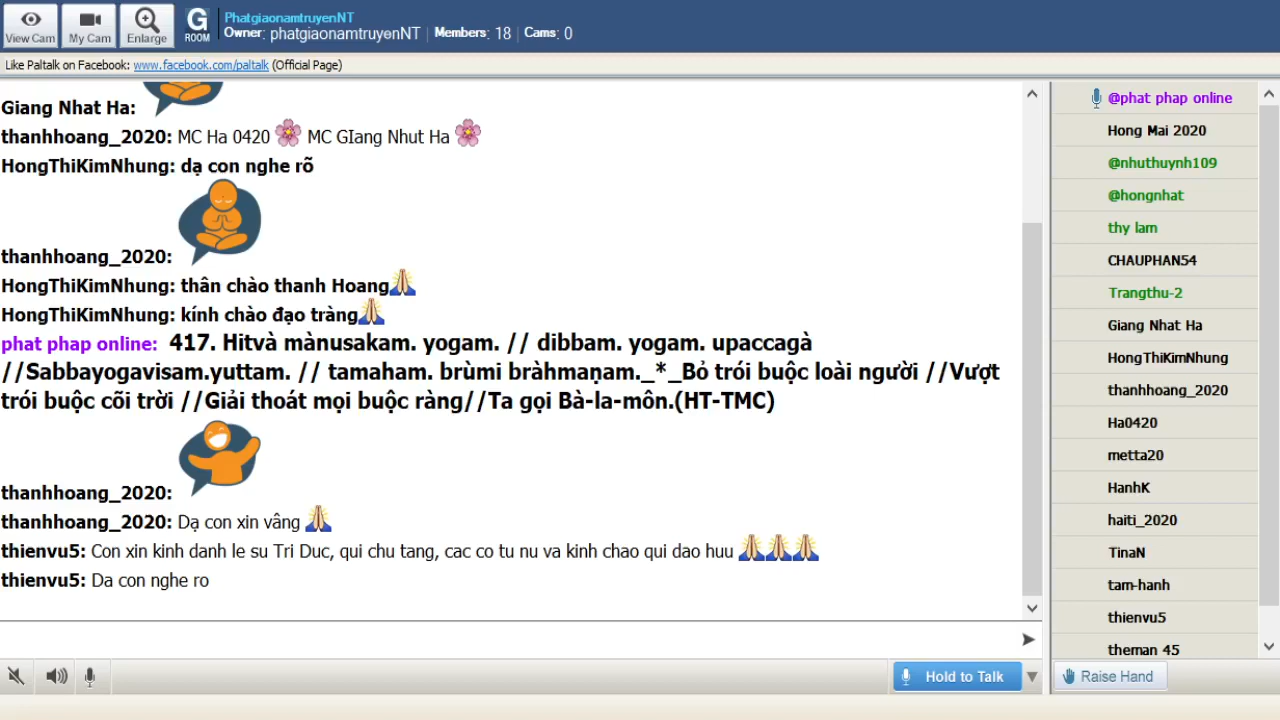 View Cam
My Cam
Enlarge
G
ROOM
PhatgiaonamtruyenNT
Owner: phatgiaonamtruyenNT | Members: 18 | Cams: 0
Like Paltalk on Facebook: www.facebook.com/paltalk (Official Page)
Giang Nhat Ha:
thanhhoang_2020: MC Ha 0420 🌸 MC GIang Nhut Ha 🌸
HongThiKimNhung: dạ con nghe rõ
thanhhoang_2020:
HongThiKimNhung: thân chào thanh Hoang🙏
HongThiKimNhung: kính chào đạo tràng🙏
phat phap online: 417. Hitvà mànusakam. yogam. // dibbam. yogam. upaccagà
//Sabbayogavisam.yuttam. // tamaham. brùmi bràhmaṇam._*_Bỏ trói buộc loài người //Vượt
trói buộc cõi trời //Giải thoát mọi buộc ràng//Ta gọi Bà-la-môn.(HT-TMC)
thanhhoang_2020:
thanhhoang_2020: Dạ con xin vâng 🙏
thienvu5: Con xin kinh danh le su Tri Duc, qui chu tang, cac co tu nu va kinh chao qui dao huu 🙏🙏🙏
thienvu5: Da con nghe ro
Hold to Talk
@phat phap online
Hong Mai 2020
@nhuthuynh109
@hongnhat
thy lam
CHAUPHAN54
Trangthu-2
Giang Nhat Ha
HongThiKimNhung
thanhhoang_2020
Ha0420
metta20
HanhK
haiti_2020
TinaN
tam-hanh
thienvu5
theman 45
Raise Hand